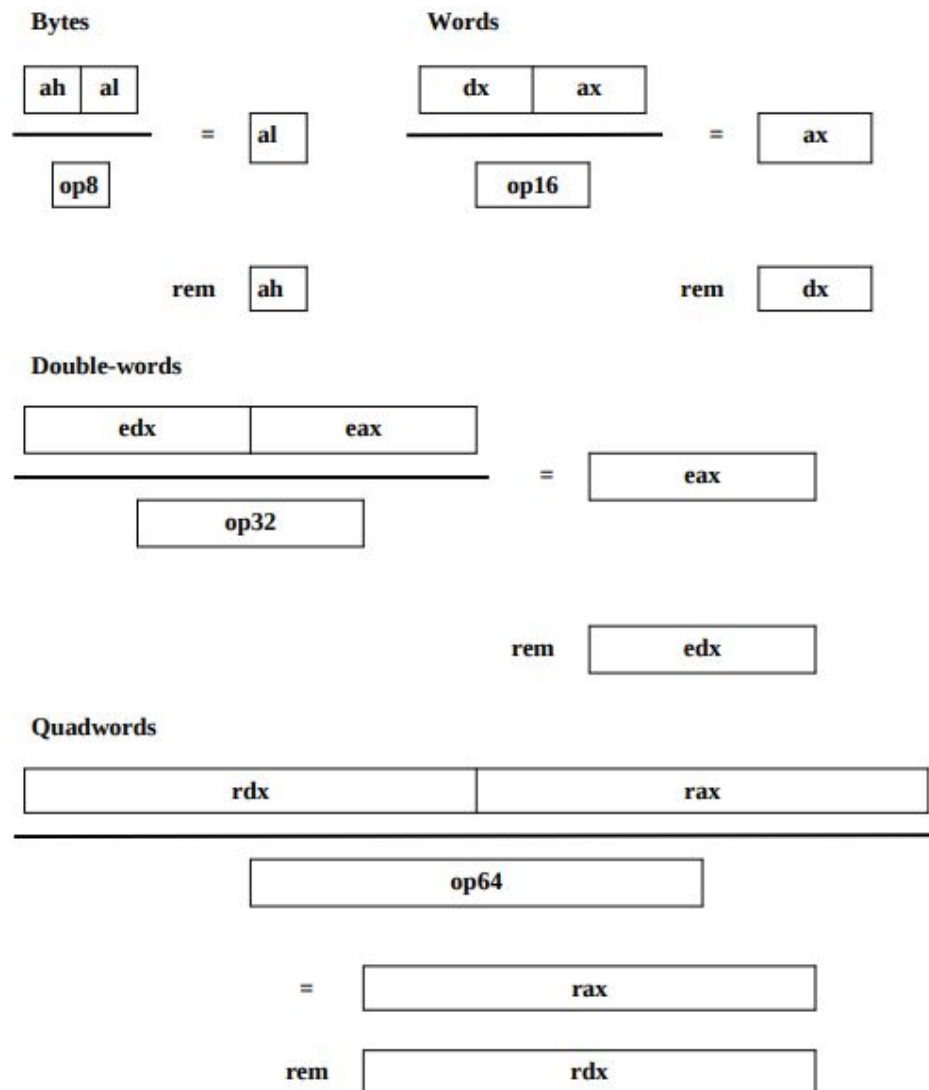 Bytes Words
ah al dx ax
= al = ax
op8 op16
rem ah rem dx
Double-words
edx eax
= eax
op32
rem edx
Quadwords
rdx rax
op64
= rax
rem rdx